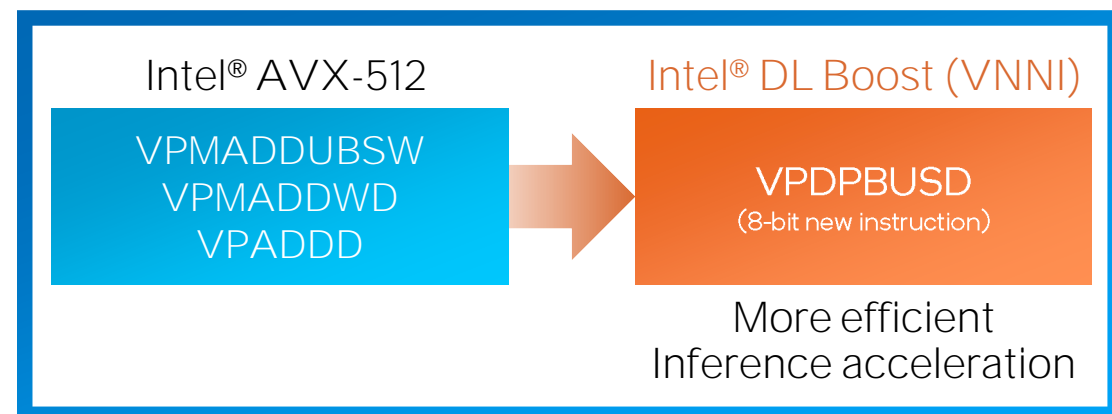 Intel® AVX-512
VPMADDUBSW
VPMADDWD
VPADDD
Intel® DL Boost (VNNI)
VPDPBUSD
(8-bit new instruction)
More efficient
Inference acceleration